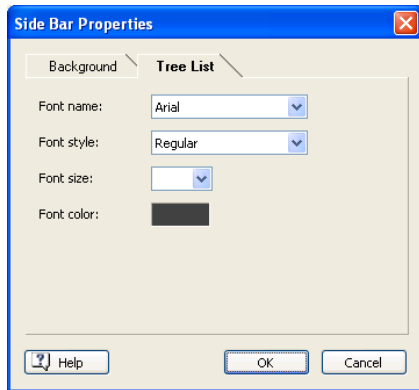 Side Bar Properties
Background Tree List
Font name: Arial
Font style: Regular
Font size:
Font color:
Help OK Cancel